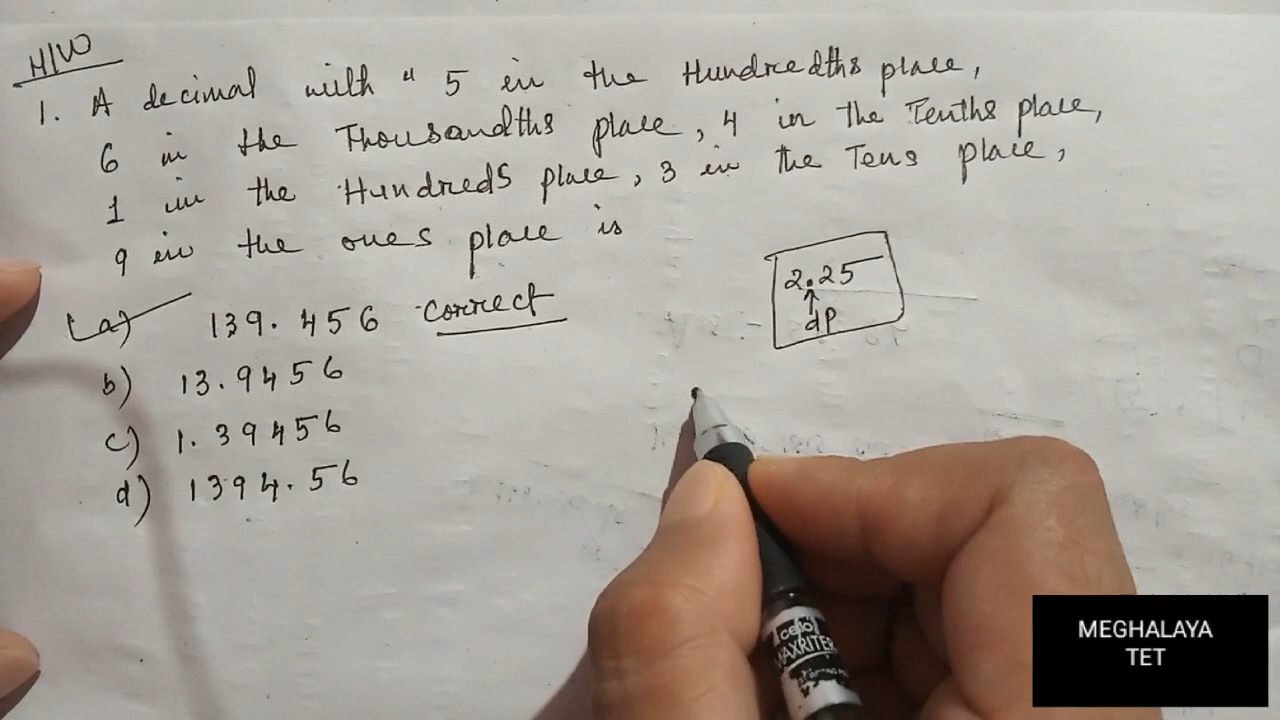 H/W
1. A decimal with " 5 in the Hundredths place,
6 in the Thousandths place, 4 in the Tenths place,
1 in the Hundreds place, 3 in the Tens place,
9 in the ones place is
(a) 139.456 correct
b) 13.9456
c) 1.39456
d) 1394.56
2.25
dp
cello
MAXRITER
MEGHALAYA
TET